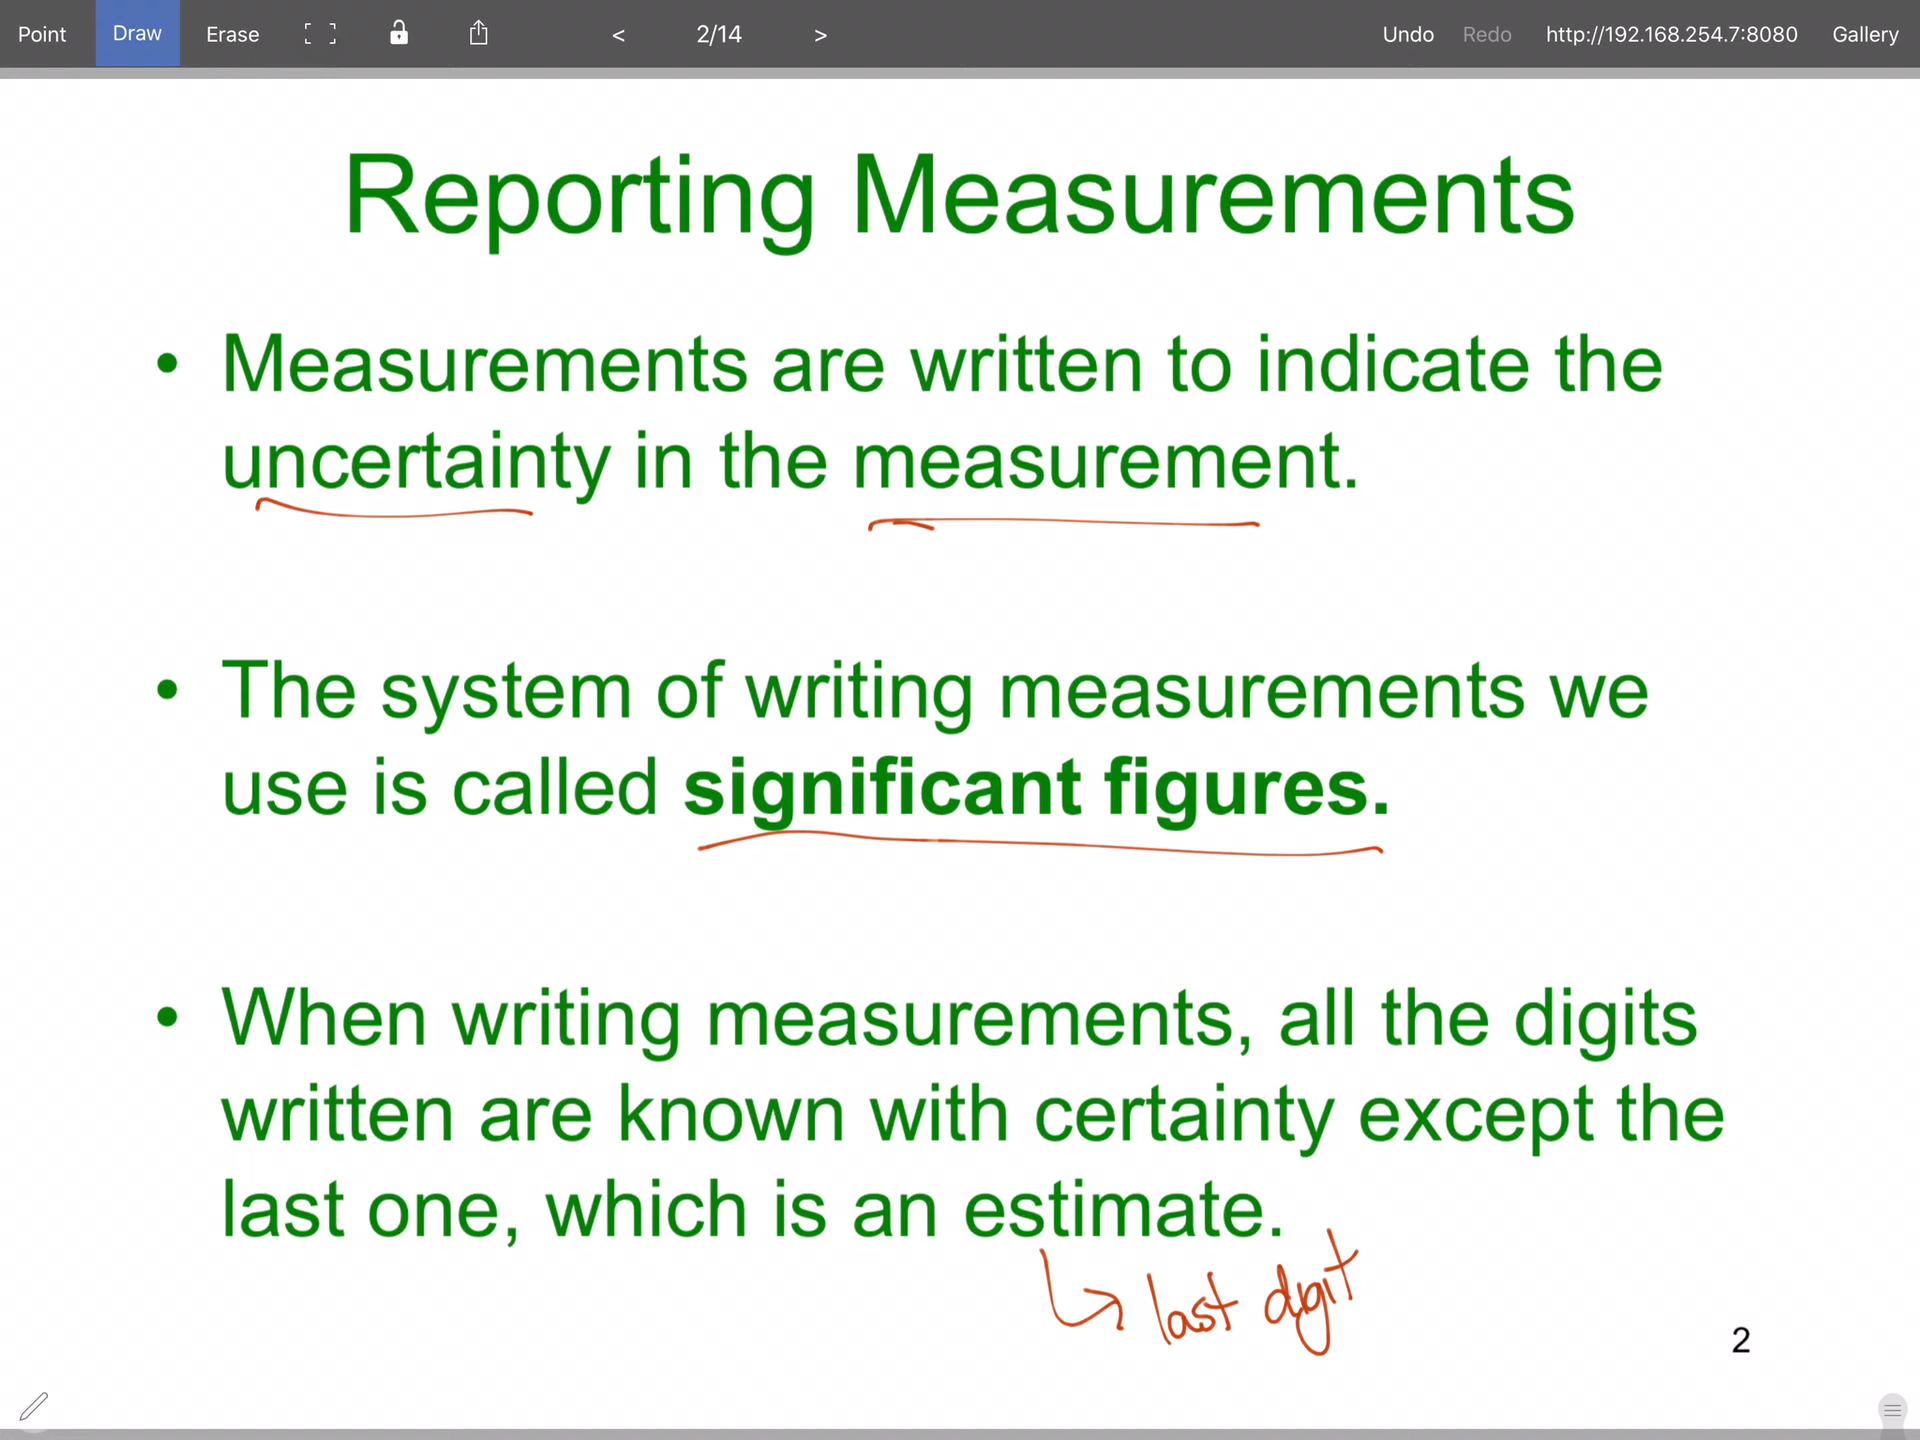 Point Draw Erase < 2/14 > Undo Redo http://192.168.254.7:8080 Gallery
Reporting Measurements
• Measurements are written to indicate the
uncertainty in the measurement.
• The system of writing measurements we
use is called significant figures.
• When writing measurements, all the digits
written are known with certainty except the
last one, which is an estimate.
last digit
2